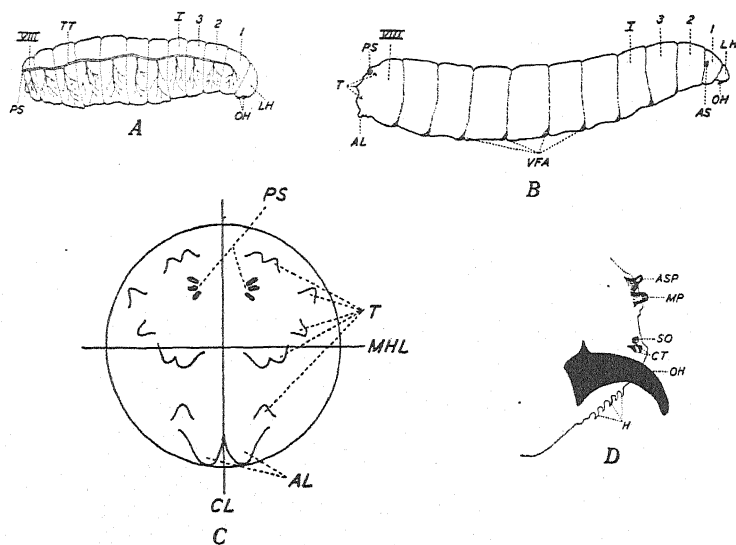 VIII TT I 3 2 1
PS OH LH
A
PS VIII I 3 2 1 LH
T OH
AL VFA AS
B
PS
T
MHL
AL
CL
C
ASP
MP
SO
CT
OH
H
D